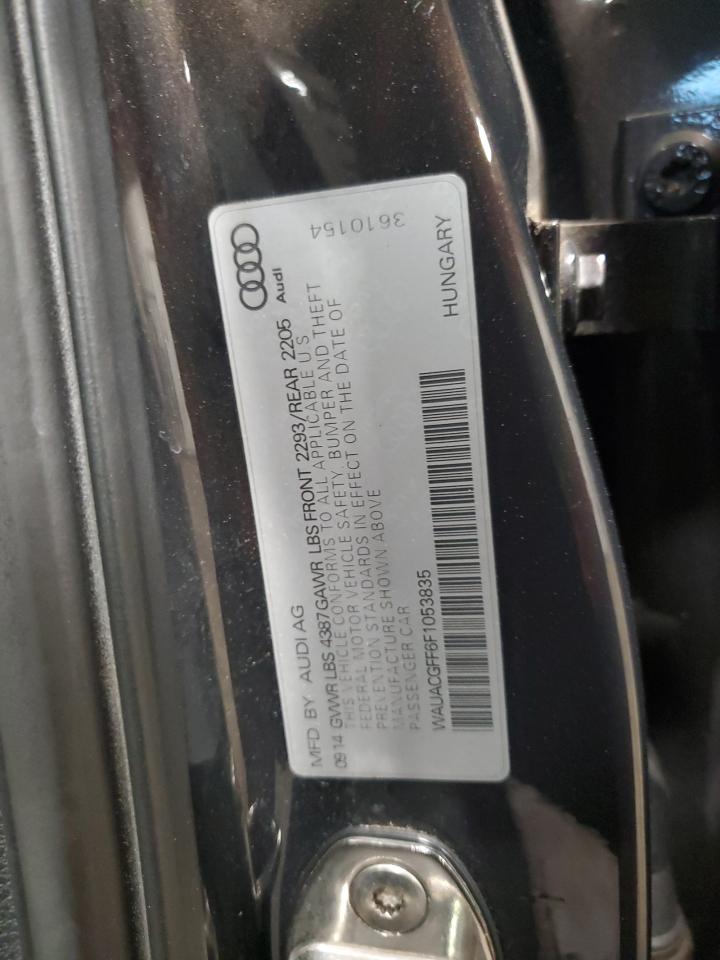 MFD BY AUDI AG
Audi
0914 GVWR LBS 4387 GAWR LBS FRONT 2293/REAR 2205
THIS VEHICLE CONFORMS TO ALL APPLICABLE U S
FEDERAL MOTOR VEHICLE SAFETY, BUMPER AND THEFT
PREVENTION STANDARDS IN EFFECT ON THE DATE OF
MANUFACTURE SHOWN ABOVE
PASSENGER CAR
3610154
WAUACGFF6F1053835
HUNGARY